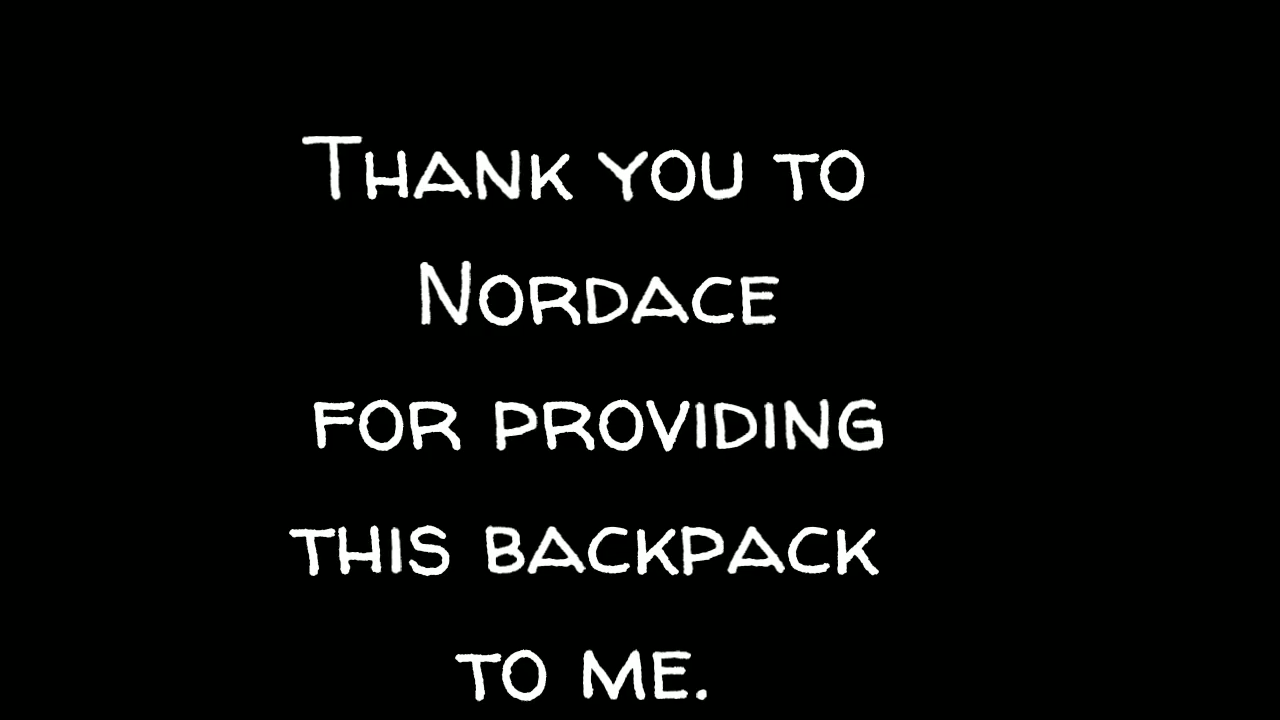 Thank you to
Nordace
for providing
this backpack
to me.